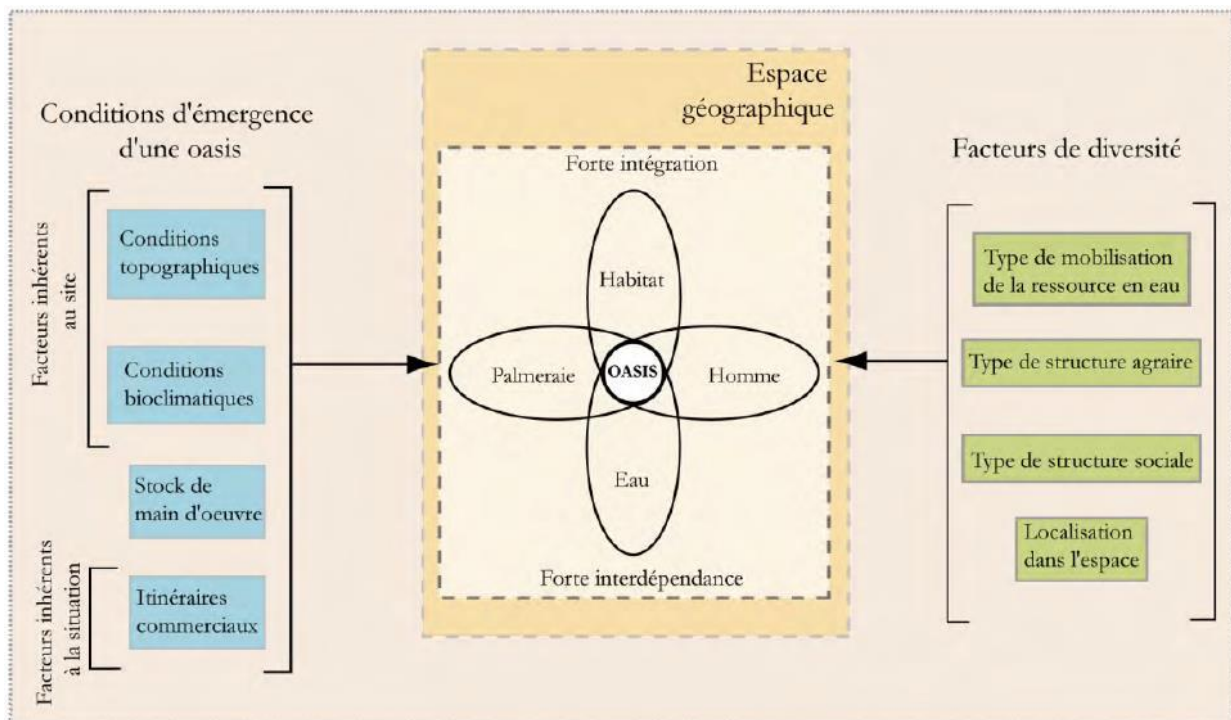 Conditions d'émergence
d'une oasis
Facteurs inhérents
au site
Conditions
topographiques
Conditions
bioclimatiques
Stock de
main d'oeuvre
Facteurs inhérents
à la situation
Itinéraires
commerciaux
Espace
géographique
Forte intégration
Habitat
Palmeraie
OASIS
Homme
Eau
Forte interdépendance
Facteurs de diversité
Type de mobilisation
de la ressource en eau
Type de structure agraire
Type de structure sociale
Localisation
dans l'espace